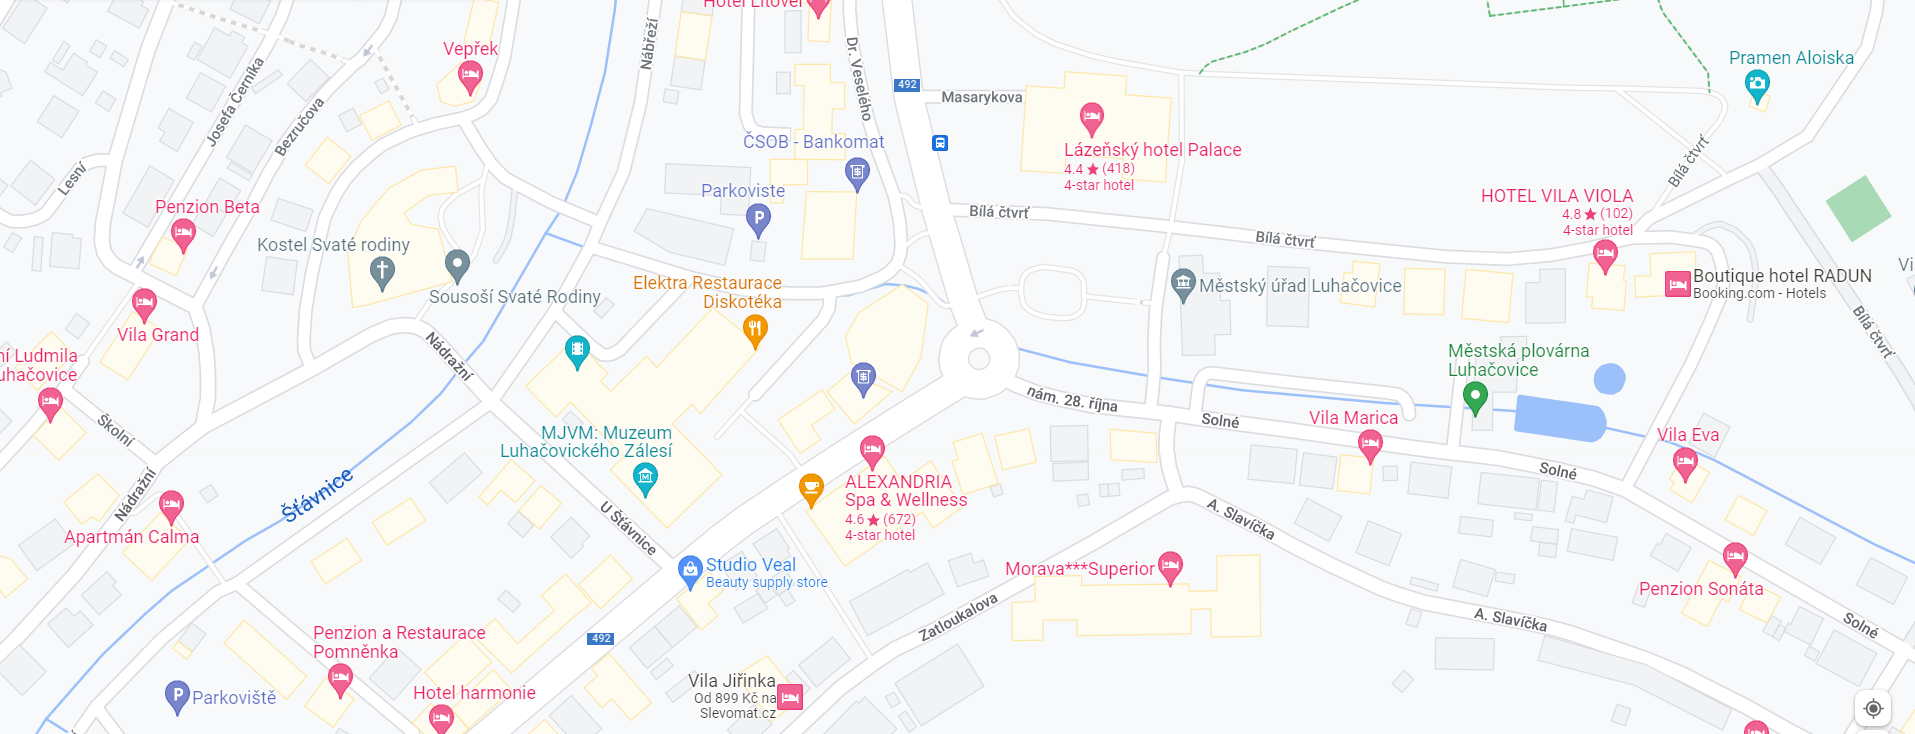 Hotel Litovel
Vepřek
Nábřeží
Dr. Veselého
492
Masarykova
Pramen Aloiska
Josefa Černíka
Bezručova
ČSOB - Bankomat
Lázeňský hotel Palace
4.4 ★ (418)
4-star hotel
Bílá čtvrť
Lesní
Parkoviste
P
HOTEL VILA VIOLA
4.8 ★ (102)
4-star hotel
Penzion Beta
Bílá čtvrť
Bílá čtvrť
Kostel Svaté rodiny
Sousoší Svaté Rodiny
Elektra Restaurace
Diskotéka
Městský úřad Luhačovice
Boutique hotel RADUN
Booking.com - Hotels
Bílá čtvrť
Vila Grand
Nádražní
Městská plovárna
Luhačovice
ní Ludmila
uhačovice
nám. 28. října
Solné
Vila Marica
Školní
MJVM: Muzeum
Luhačovického Zálesí
Vila Eva
Solné
Nádražní
Šťávnice
ALEXANDRIA
Spa & Wellness
4.6 ★ (672)
4-star hotel
U Šťávnice
A. Slavíčka
Apartmán Calma
Studio Veal
Beauty supply store
Morava***Superior
Penzion Sonáta
Zatloukalova
A. Slavíčka
Solné
492
Penzion a Restaurace
Pomněnka
Vila Jiřinka
Od 899 Kč na
Slevomat.cz
P
Parkoviště
Hotel harmonie